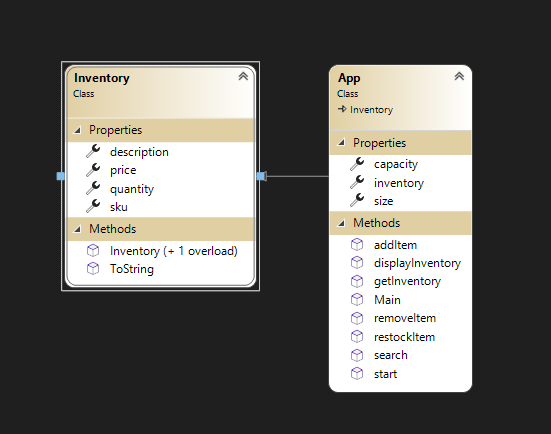 Inventory
Class
Properties
description
price
quantity
sku
Methods
Inventory (+ 1 overload)
ToString
App
Class
Inventory
Properties
capacity
inventory
size
Methods
addItem
displayInventory
getInventory
Main
removeItem
restockItem
search
start